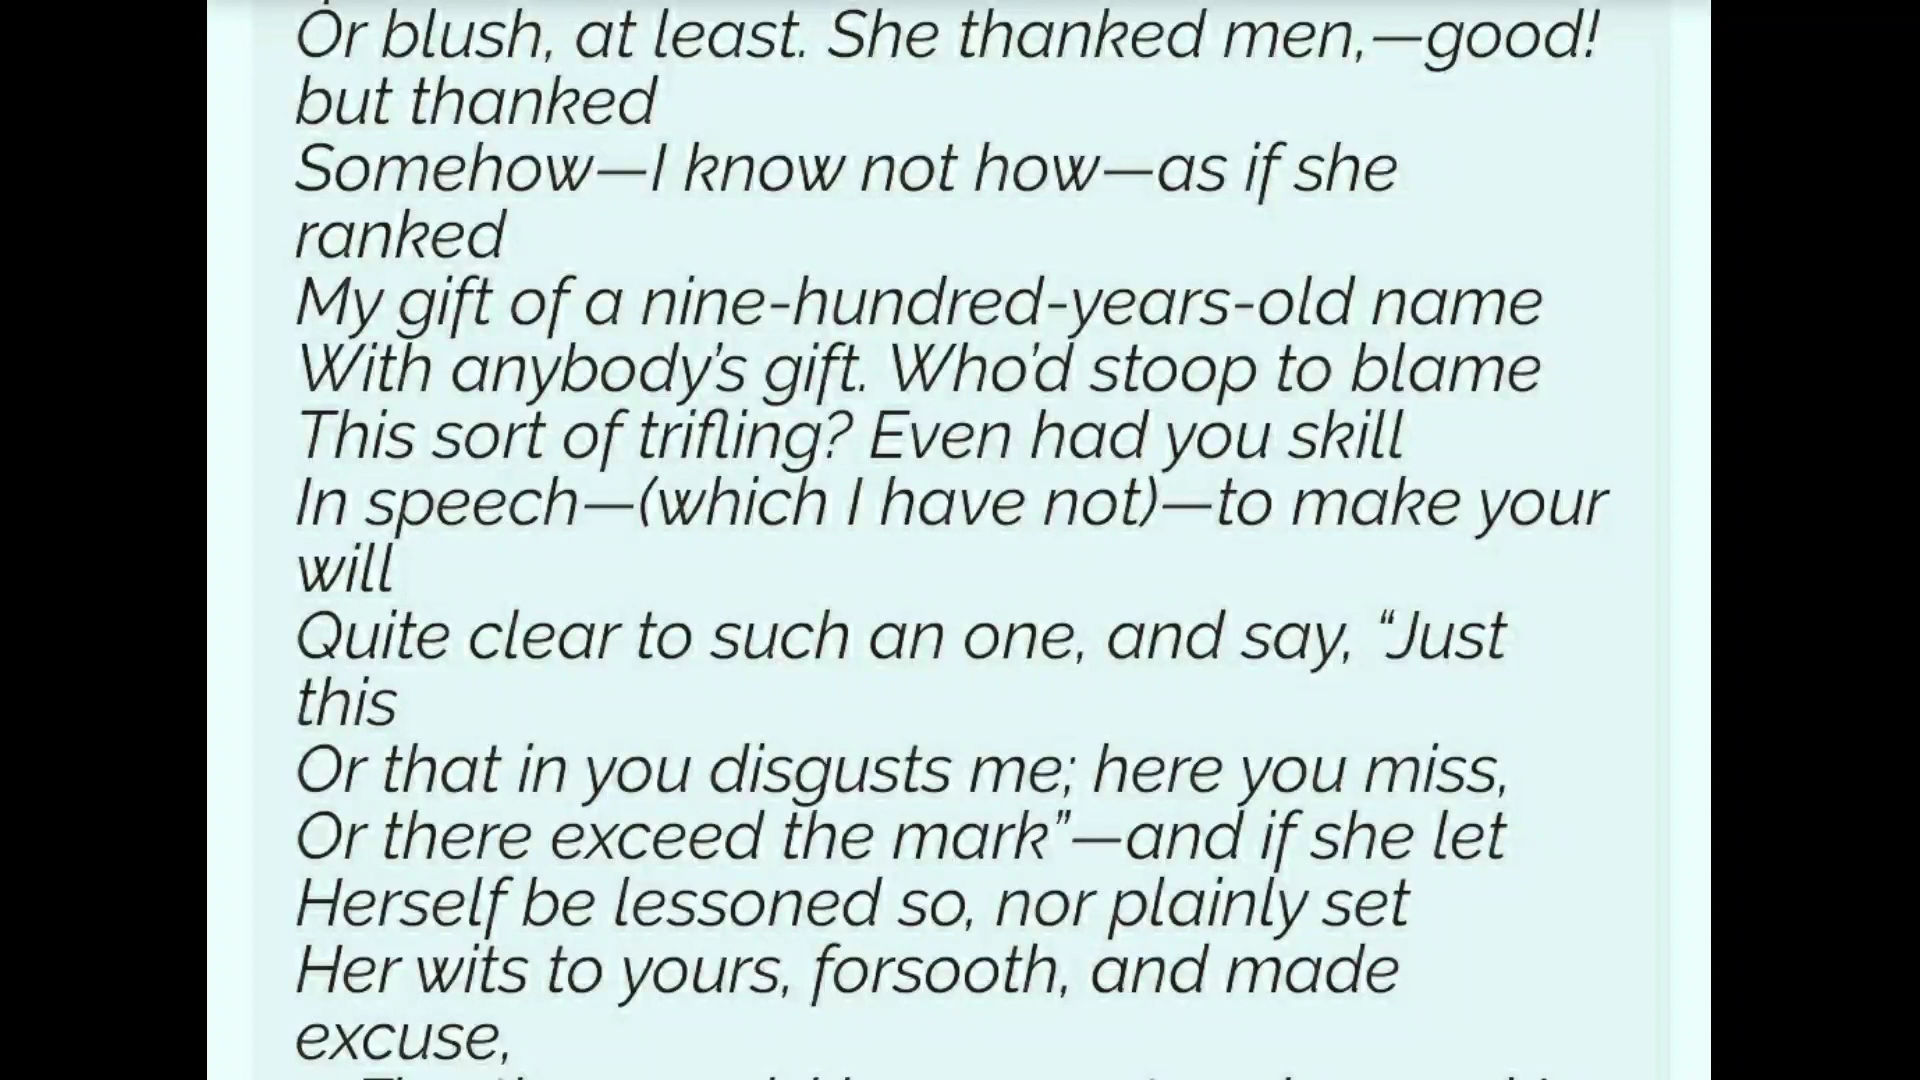 Or blush, at least. She thanked men,—good!
but thanked
Somehow—I know not how—as if she
ranked
My gift of a nine-hundred-years-old name
With anybody’s gift. Who’d stoop to blame
This sort of trifling? Even had you skill
In speech—(which I have not)—to make your
will
Quite clear to such an one, and say, “Just
this
Or that in you disgusts me; here you miss,
Or there exceed the mark”—and if she let
Herself be lessoned so, nor plainly set
Her wits to yours, forsooth, and made
excuse,